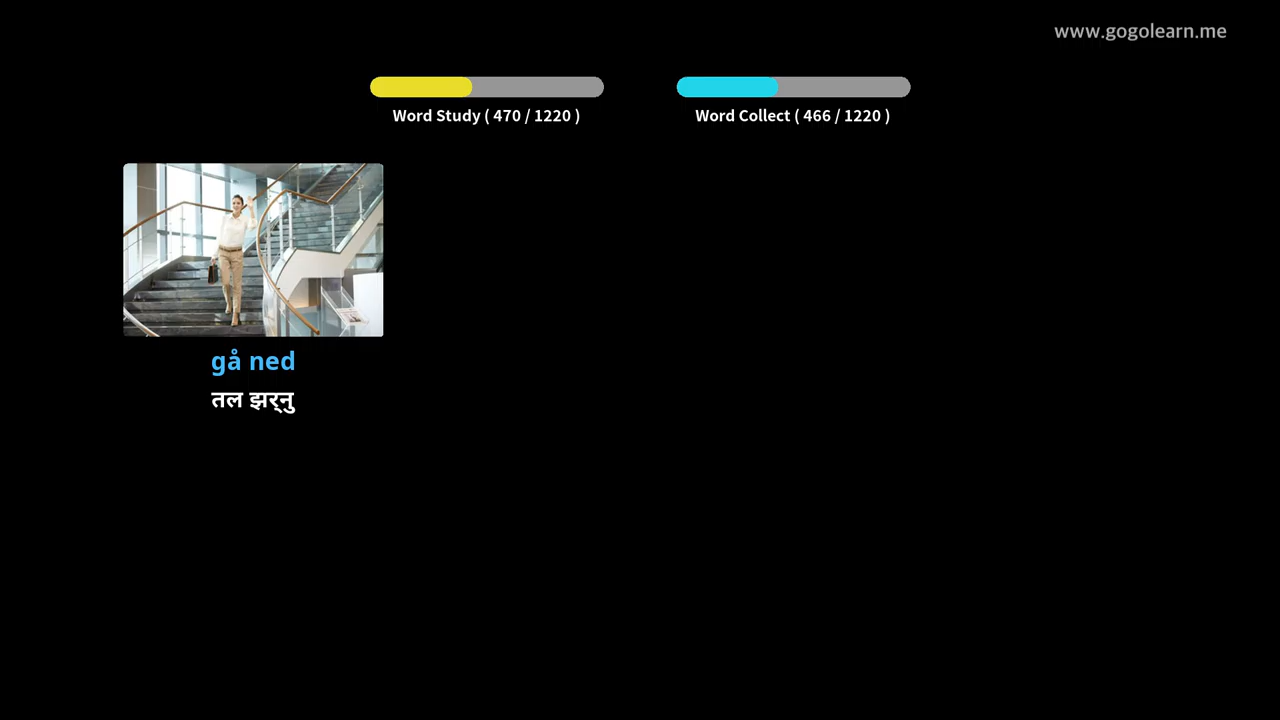 www.gogolearn.me
Word Study ( 470 / 1220 )
Word Collect ( 466 / 1220 )
gå ned
तल झर्‍नु